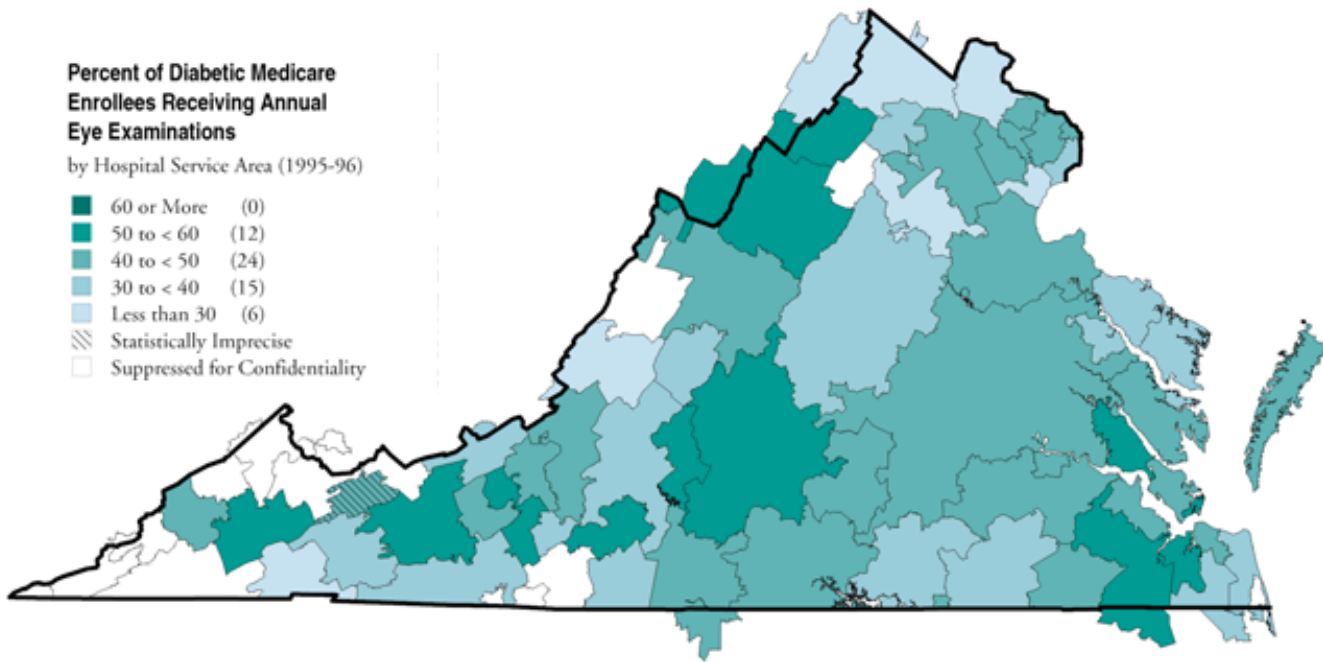 Percent of Diabetic Medicare
Enrollees Receiving Annual
Eye Examinations
by Hospital Service Area (1995-96)
60 or More (0)
50 to < 60 (12)
40 to < 50 (24)
30 to < 40 (15)
Less than 30 (6)
Statistically Imprecise
Suppressed for Confidentiality